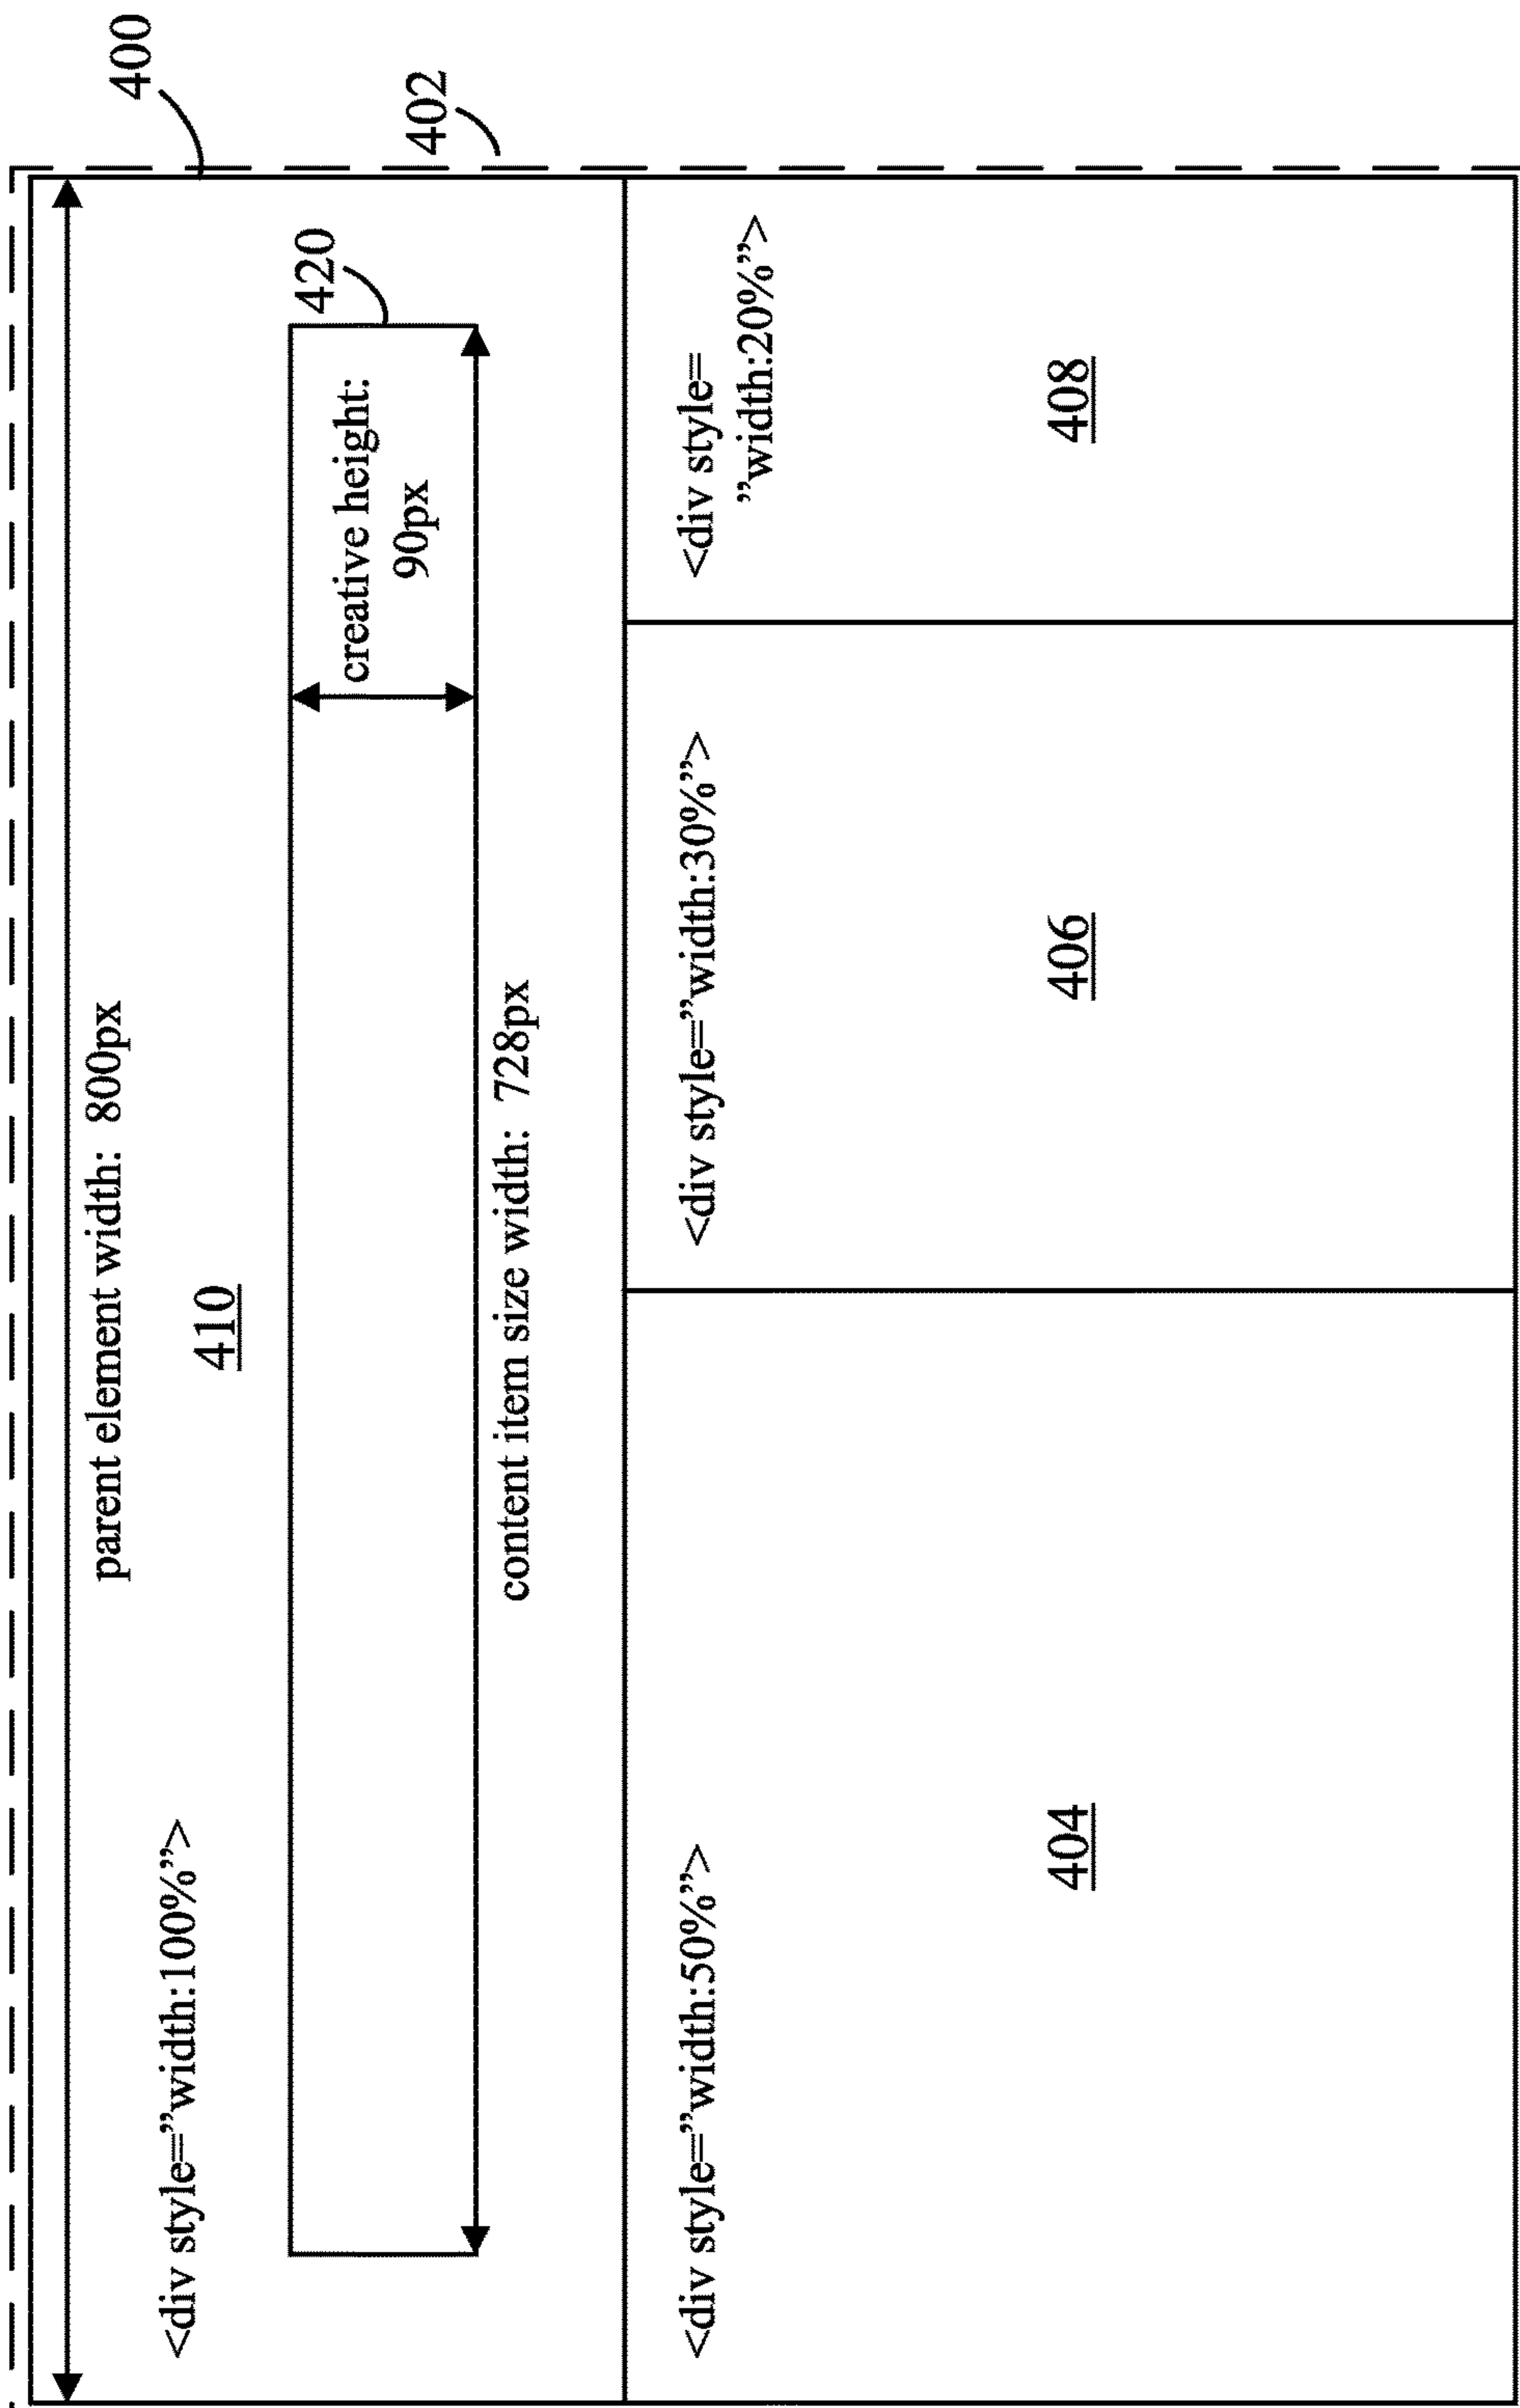 400
402
parent element width: 800px
<div style=”width:100%”>
410
420
creative height:
90px
content item size width: 728px
<div style=”width:50%”>
<div style=”width:30%”>
<div style=
”width:20%”>
404
406
408